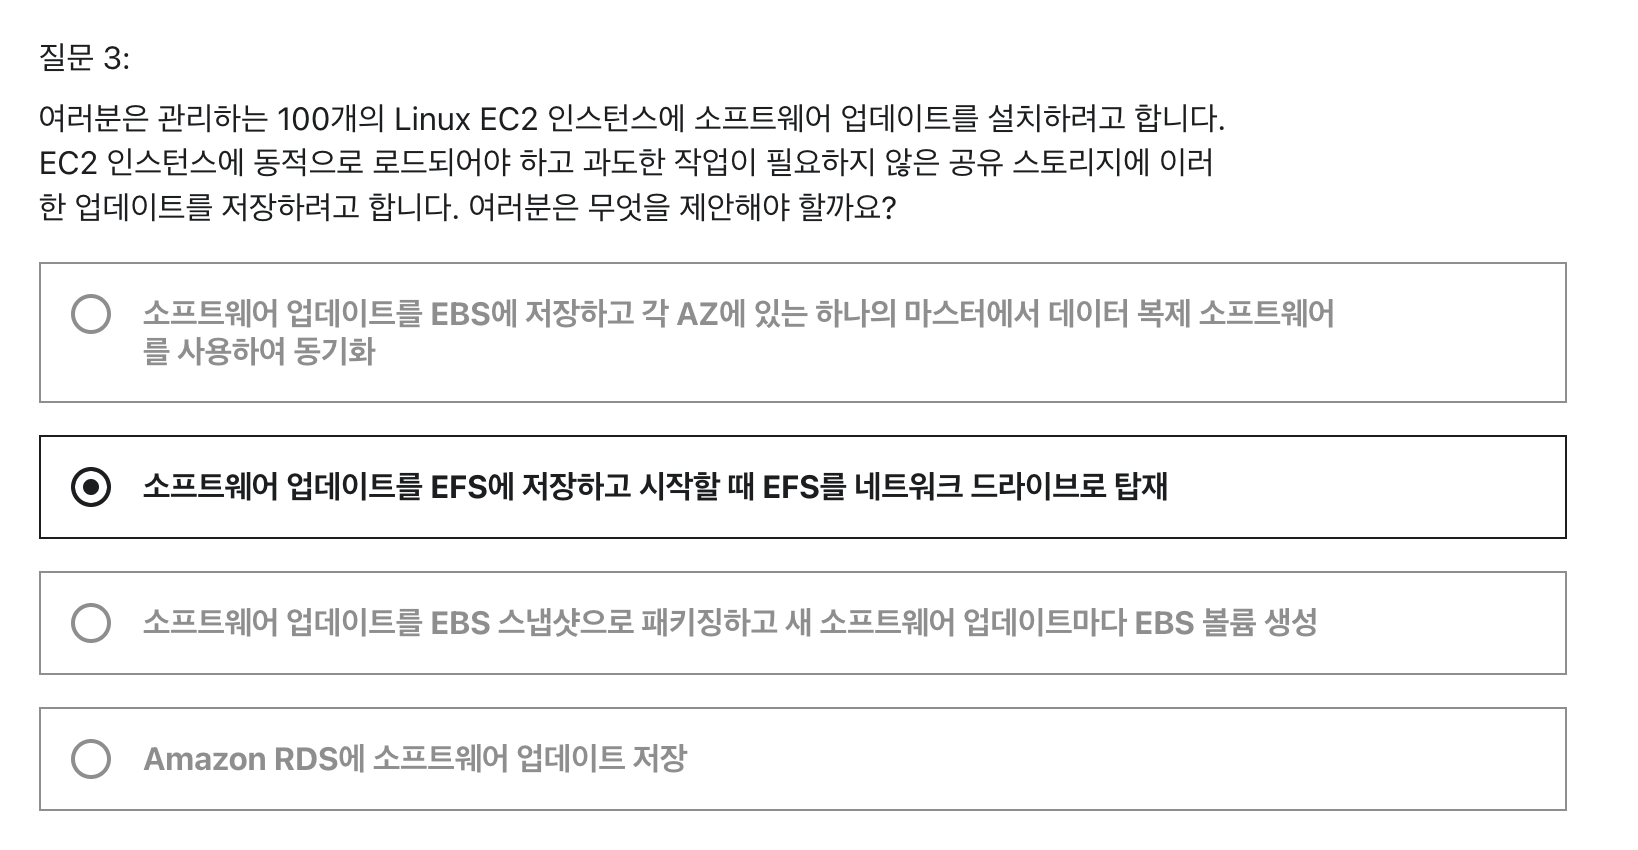 질문 3:
여러분은 관리하는 100개의 Linux EC2 인스턴스에 소프트웨어 업데이트를 설치하려고 합니다.
EC2 인스턴스에 동적으로 로드되어야 하고 과도한 작업이 필요하지 않은 공유 스토리지에 이러
한 업데이트를 저장하려고 합니다. 여러분은 무엇을 제안해야 할까요?
소프트웨어 업데이트를 EBS에 저장하고 각 AZ에 있는 하나의 마스터에서 데이터 복제 소프트웨어
를 사용하여 동기화
소프트웨어 업데이트를 EFS에 저장하고 시작할 때 EFS를 네트워크 드라이브로 탑재
소프트웨어 업데이트를 EBS 스냅샷으로 패키징하고 새 소프트웨어 업데이트마다 EBS 볼륨 생성
Amazon RDS에 소프트웨어 업데이트 저장